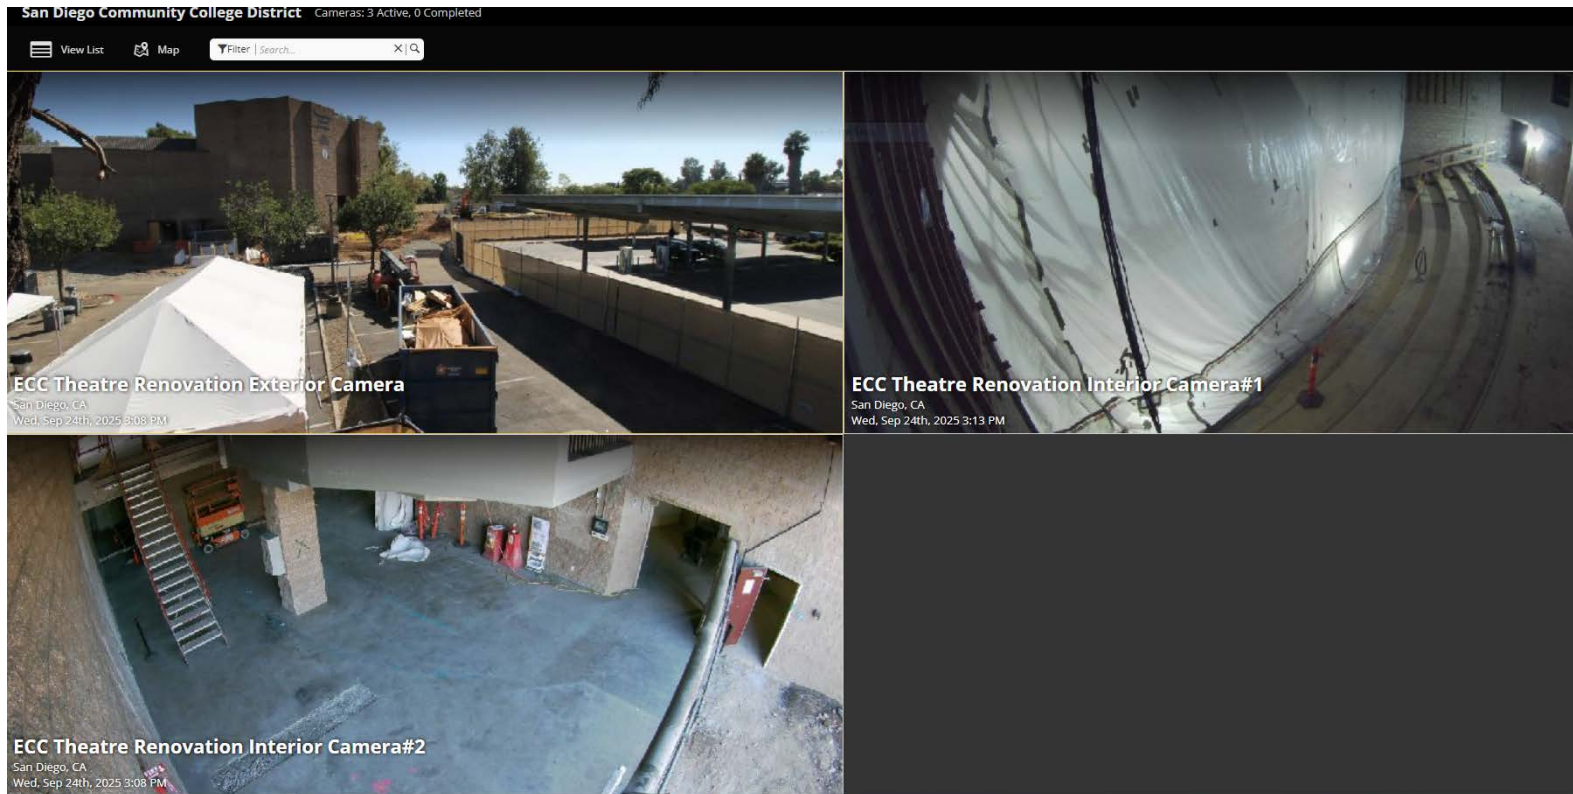 San Diego Community College District Cameras: 3 Active, 0 Completed
View List Map Filter Search...
ECC Theatre Renovation Exterior Camera
San Diego, CA
Wed, Sep 24th, 2025 3:08 PM
ECC Theatre Renovation Interior Camera#1
San Diego, CA
Wed, Sep 24th, 2025 3:13 PM
ECC Theatre Renovation Interior Camera#2
San Diego, CA
Wed, Sep 24th, 2025 3:08 PM